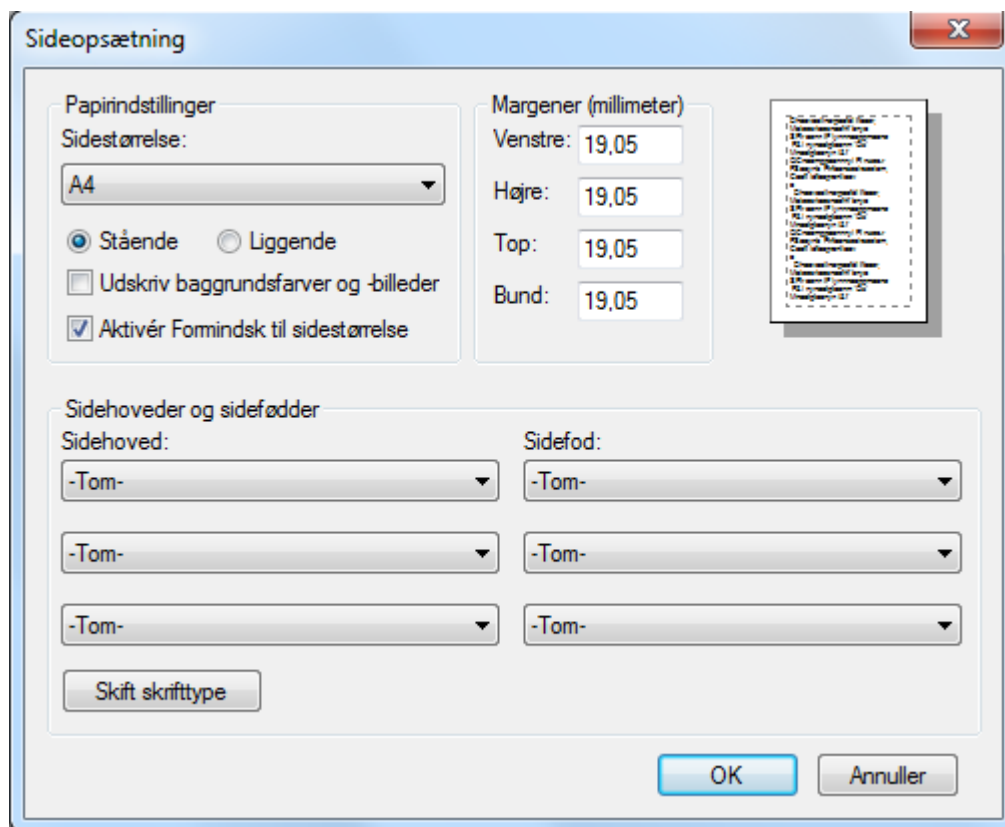 Sideopsætning
Papirindstillinger
Sidestørrelse:
A4
Stående Liggende
Udskriv baggrundsfarver og -billeder
Aktivér Formindsk til sidestørrelse
Margener (millimeter)
Venstre: 19,05
Højre: 19,05
Top: 19,05
Bund: 19,05
Sidehoveder og sidefødder
Sidehoved: Sidefod:
-Tom- -Tom-
-Tom- -Tom-
-Tom- -Tom-
Skift skrifttype
OK Annuller